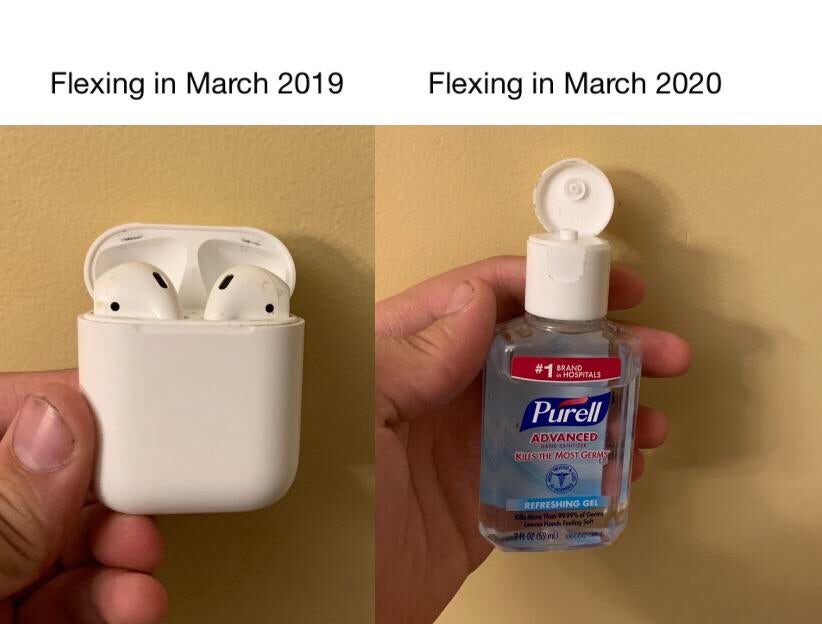 Flexing in March 2019
Flexing in March 2020
#1 BRAND
in HOSPITALS
Purell
ADVANCED
HAND SANITIZER
KILLS THE MOST GERMS
REFRESHING GEL
Kills More Than 99.99% of Germs
Leaves Hands Feeling Soft
2 FL OZ (59 mL)